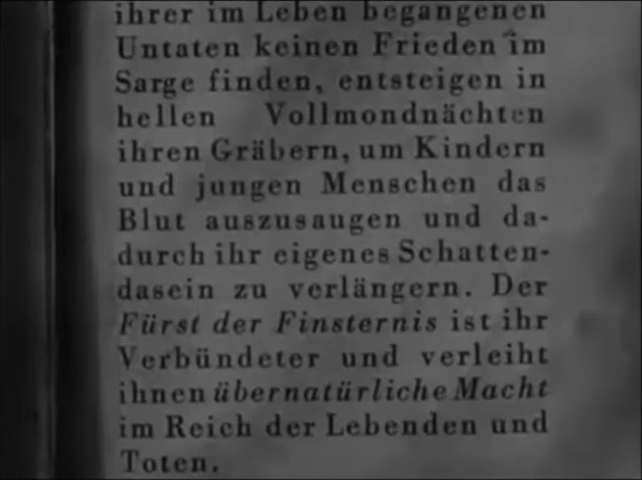 ihrer im Leben begangenen
Untaten keinen Frieden im
Sarge finden, entsteigen in
hellen Vollmondnächten
ihren Gräbern, um Kindern
und jungen Menschen das
Blut auszusaugen und da-
durch ihr eigenes Schatten-
dasein zu verlängern. Der
Fürst der Finsternis ist ihr
Verbündeter und verleiht
ihnen übernatürliche Macht
im Reich der Lebenden und
Toten.